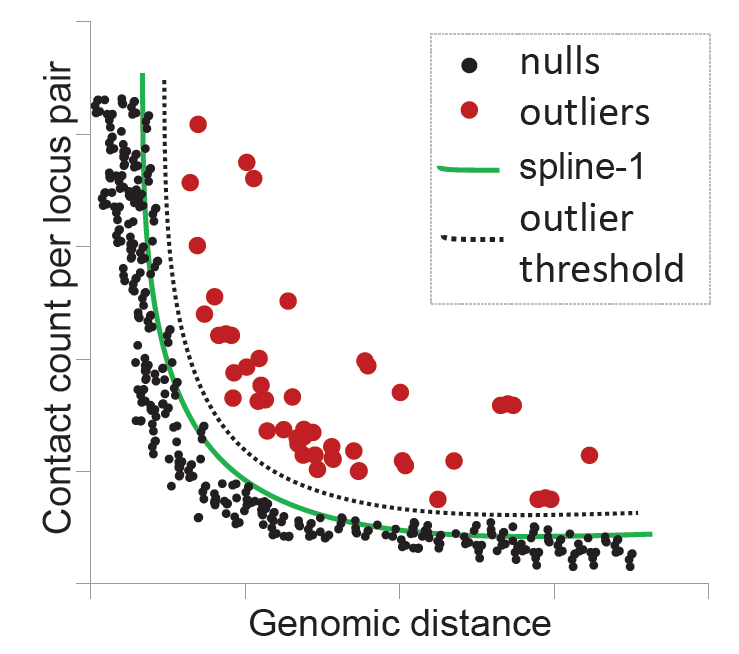 Contact count per locus pair
nulls
outliers
spline-1
outlier
threshold
Genomic distance